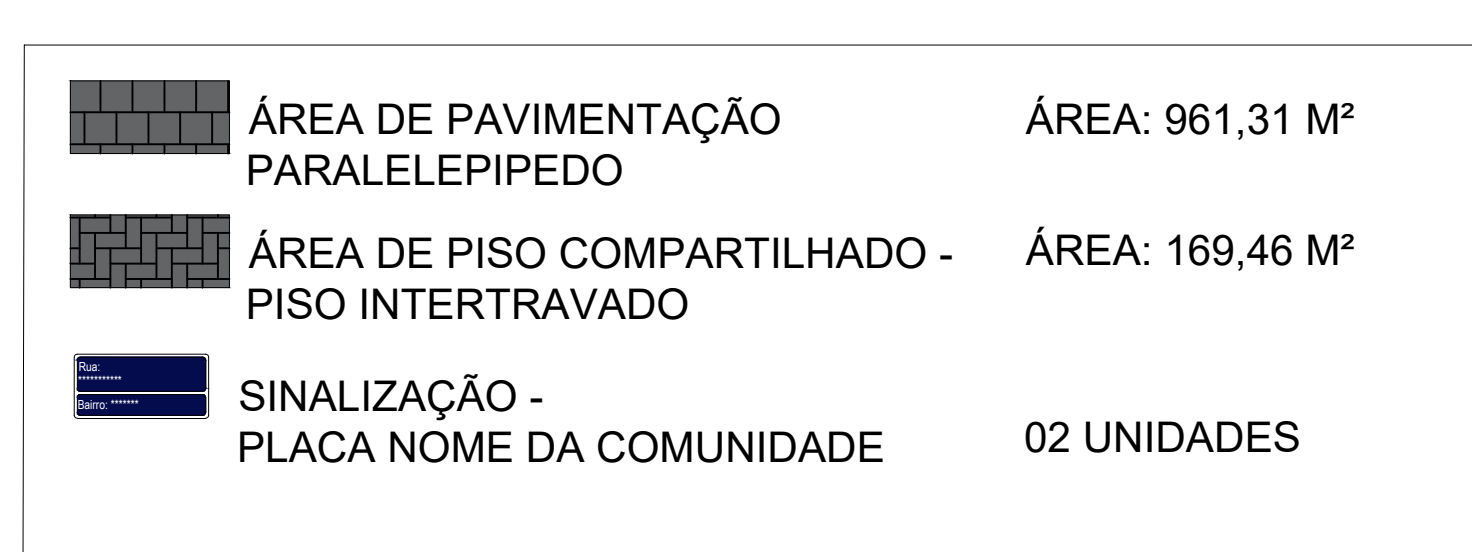 ÁREA DE PAVIMENTAÇÃO
PARALELEPIPEDO
ÁREA: 961,31 M²
ÁREA DE PISO COMPARTILHADO -
PISO INTERTRAVADO
ÁREA: 169,46 M²
Rua:
***********
Bairro: *******
SINALIZAÇÃO -
PLACA NOME DA COMUNIDADE
02 UNIDADES